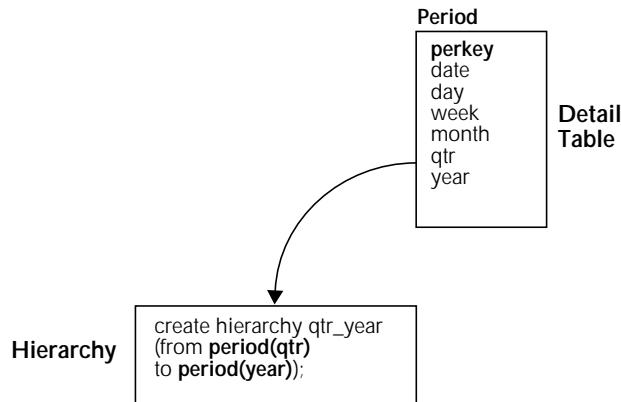 Period
perkey
date
day
week
month
qtr
year
Detail
Table
Hierarchy
create hierarchy qtr_year
(from period(qtr)
to period(year));